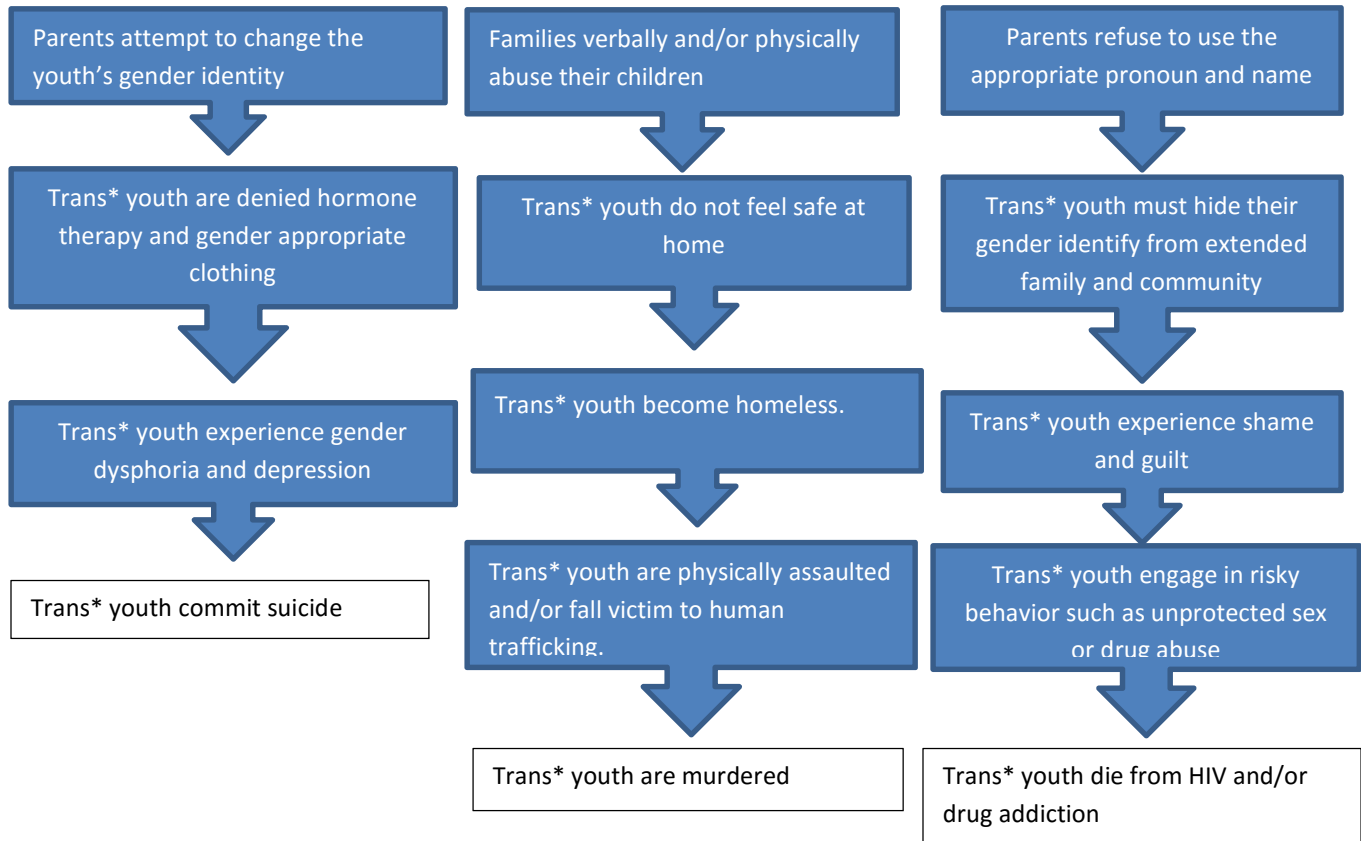 Parents attempt to change the
youth's gender identity
Trans* youth are denied hormone
therapy and gender appropriate
clothing
Trans* youth experience gender
dysphoria and depression
Trans* youth commit suicide
Families verbally and/or physically
abuse their children
Trans* youth do not feel safe at
home
Trans* youth become homeless.
Trans* youth are physically assaulted
and/or fall victim to human
trafficking.
Trans* youth are murdered
Parents refuse to use the
appropriate pronoun and name
Trans* youth must hide their
gender identify from extended
family and community
Trans* youth experience shame
and guilt
Trans* youth engage in risky
behavior such as unprotected sex
or drug abuse
Trans* youth die from HIV and/or
drug addiction